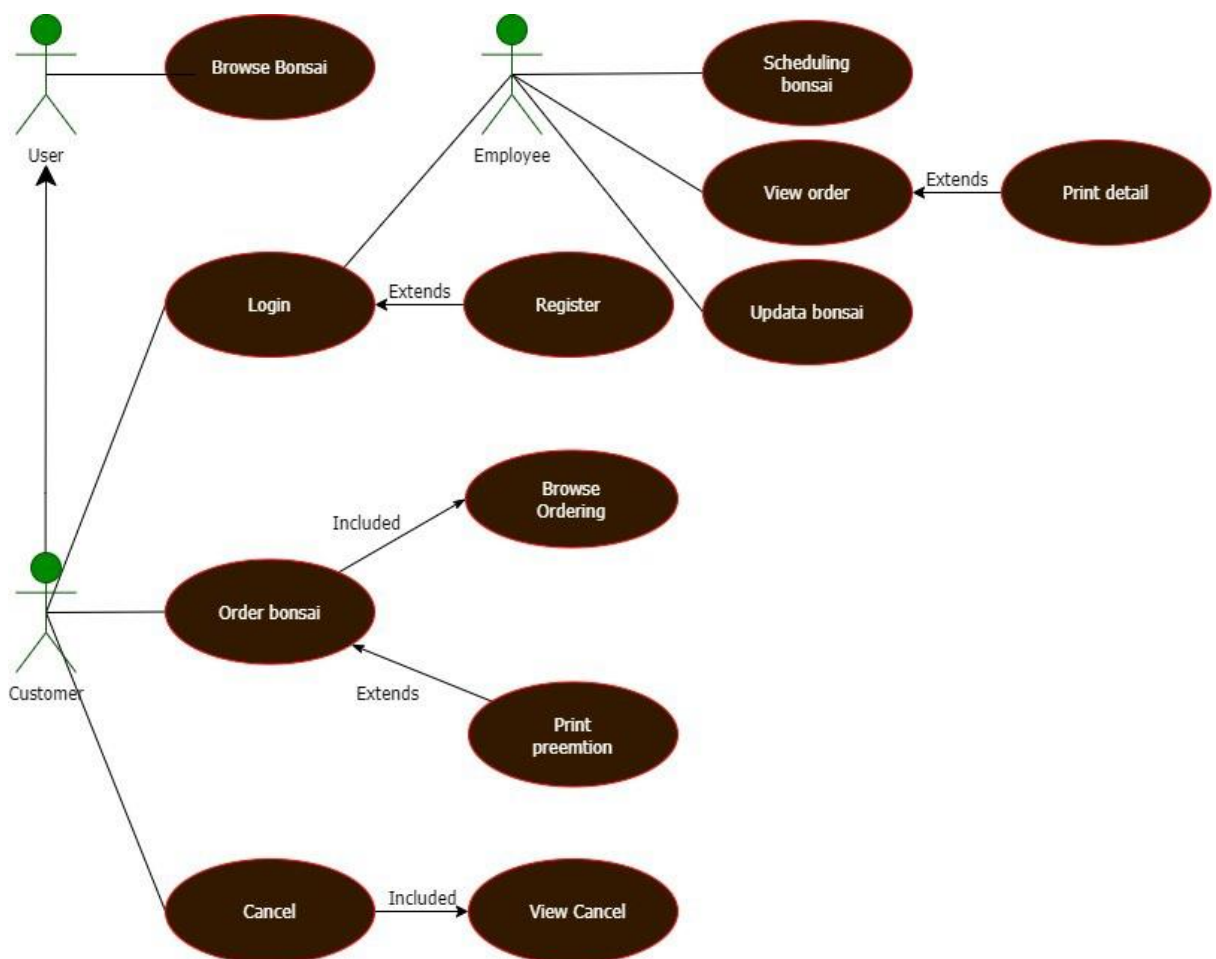 Browse Bonsai
User
Employee
Scheduling
bonsai
View order
Extends
Print detail
Login
Extends
Register
Updata bonsai
Browse
Ordering
Included
Order bonsai
Customer
Extends
Print
preemtion
Cancel
Included
View Cancel